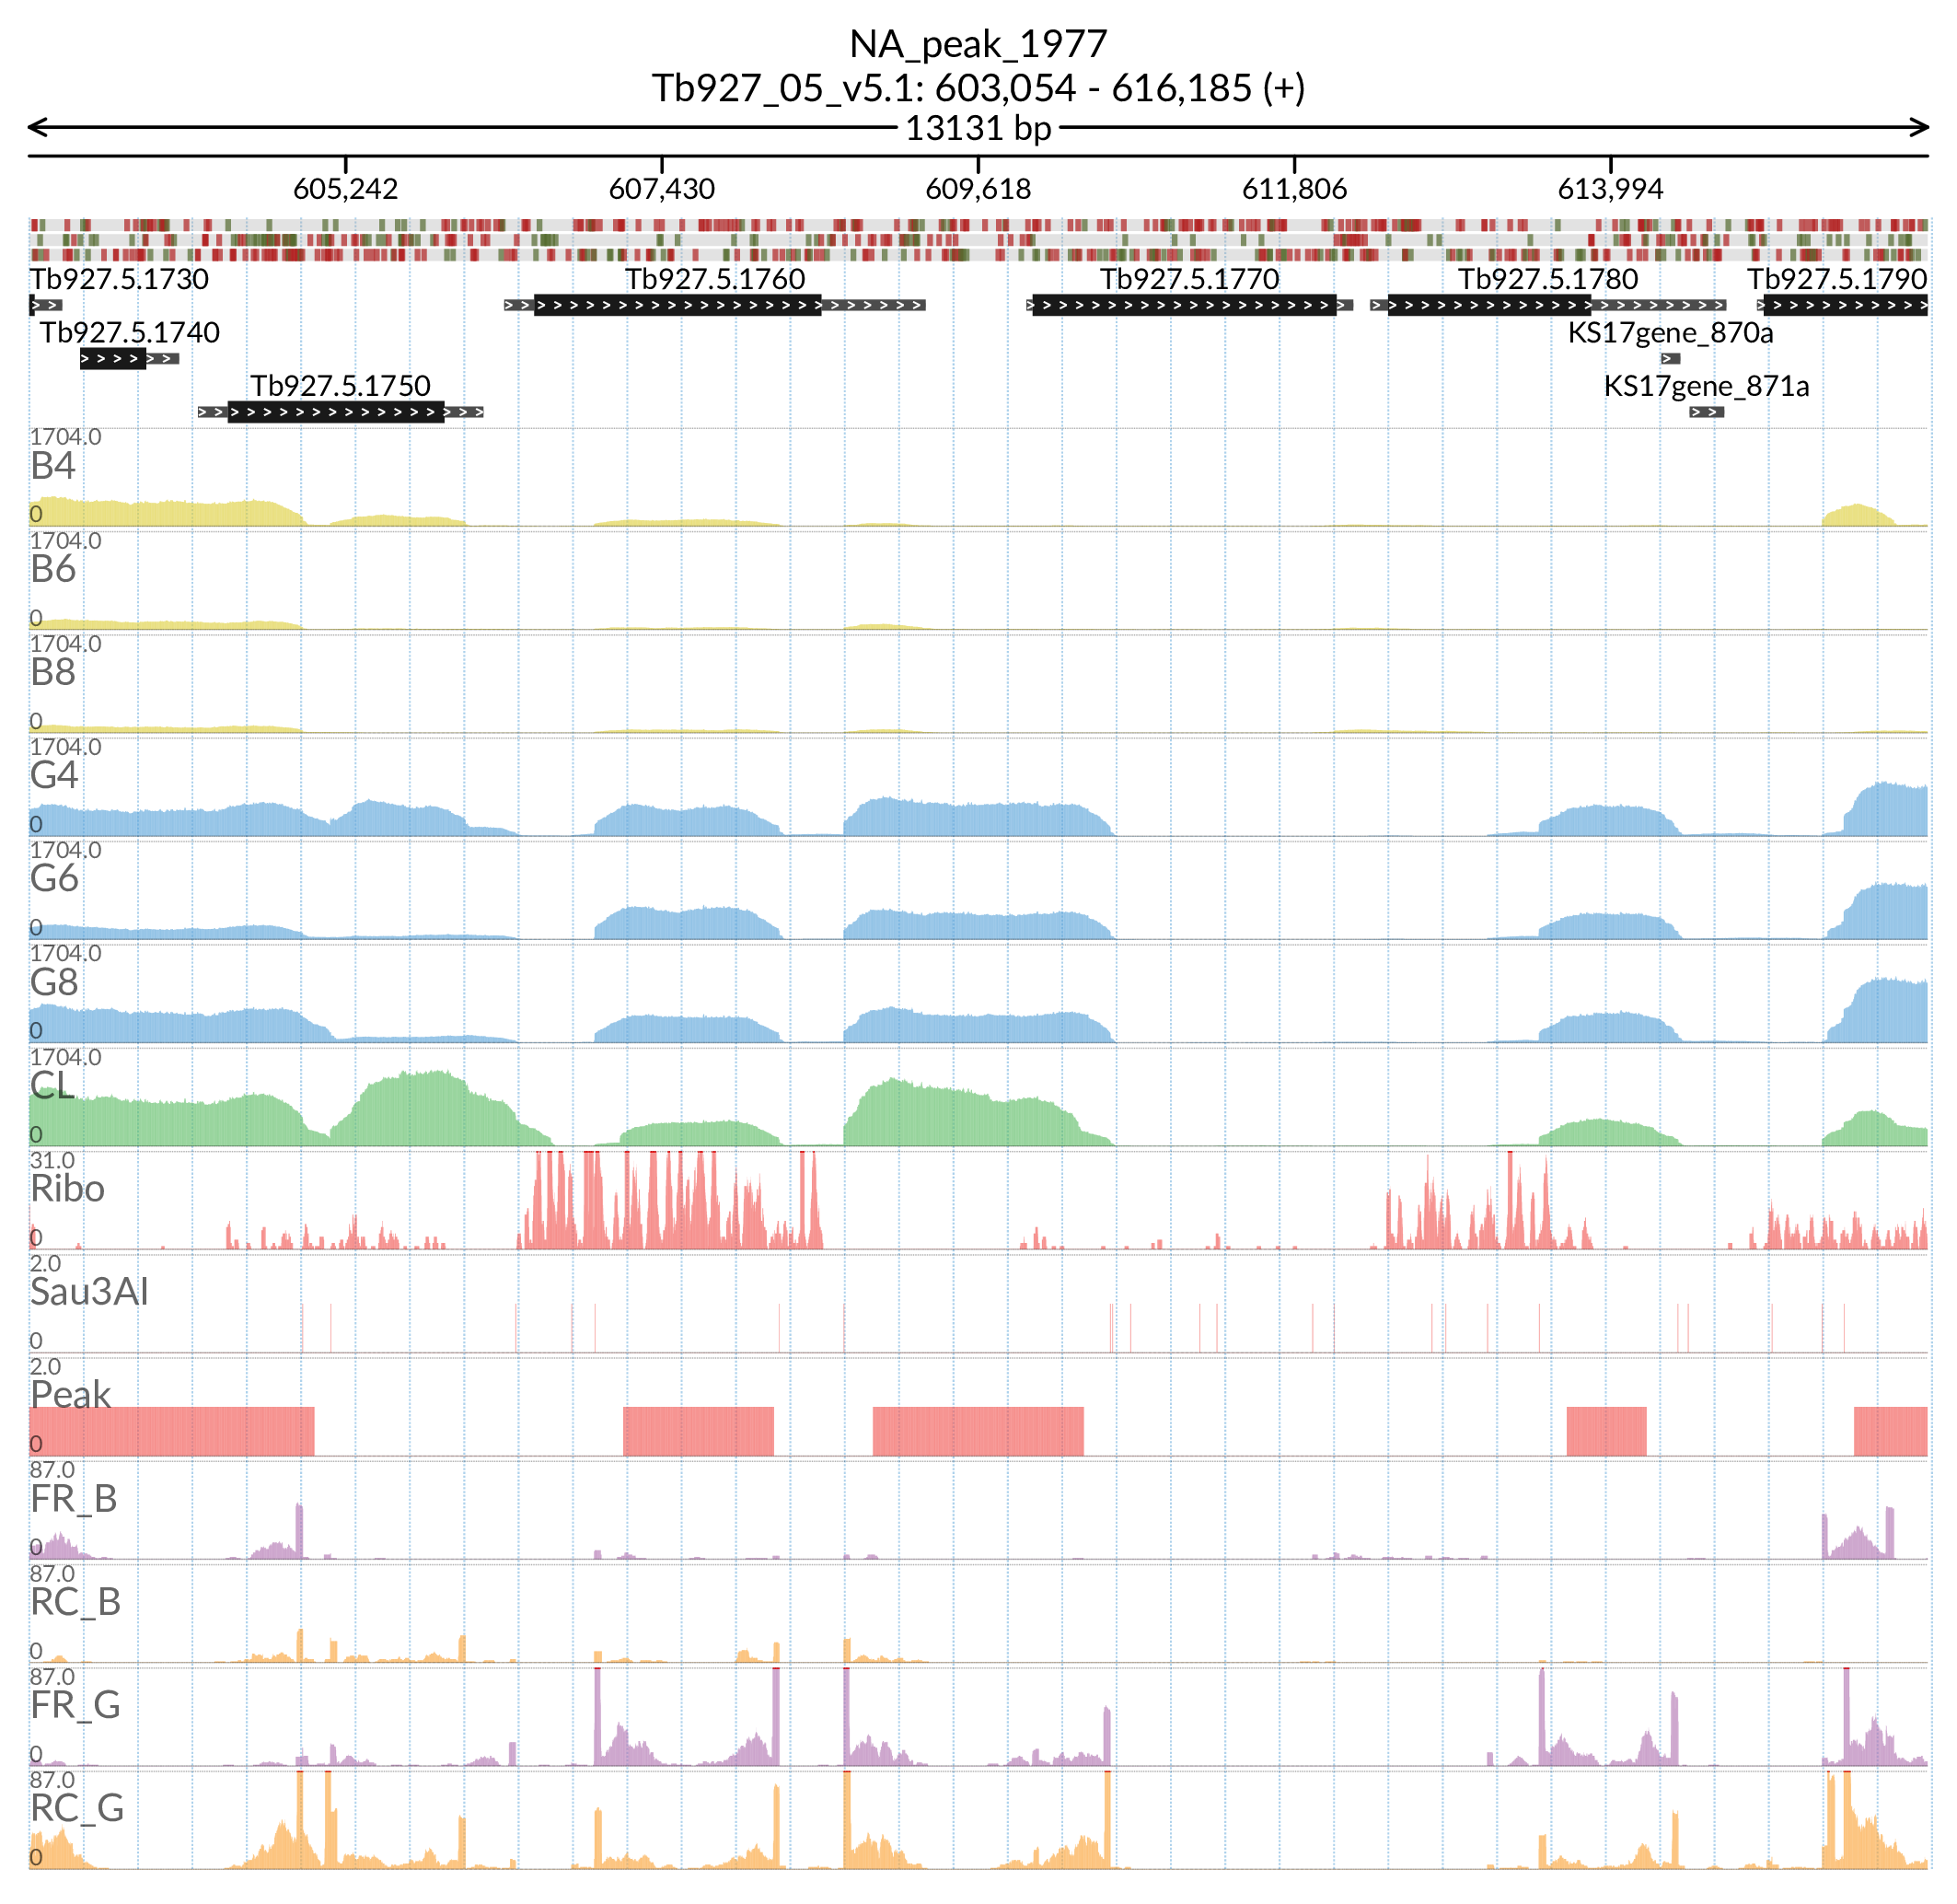 NA_peak_1977
Tb927_05_v5.1: 603,054 - 616,185 (+)
13131 bp
605,242 607,430 609,618 611,806 613,994
Tb927.5.1730 Tb927.5.1760 Tb927.5.1770 Tb927.5.1780 Tb927.5.1790
Tb927.5.1740 KS17gene_870a
Tb927.5.1750 KS17gene_871a
1704.0
B4
0
1704.0
B6
0
1704.0
B8
0
1704.0
G4
0
1704.0
G6
0
1704.0
G8
0
1704.0
CL
0
31.0
Ribo
0
2.0
Sau3AI
0
2.0
Peak
0
87.0
FR_B
0
87.0
RC_B
0
87.0
FR_G
0
87.0
RC_G
0